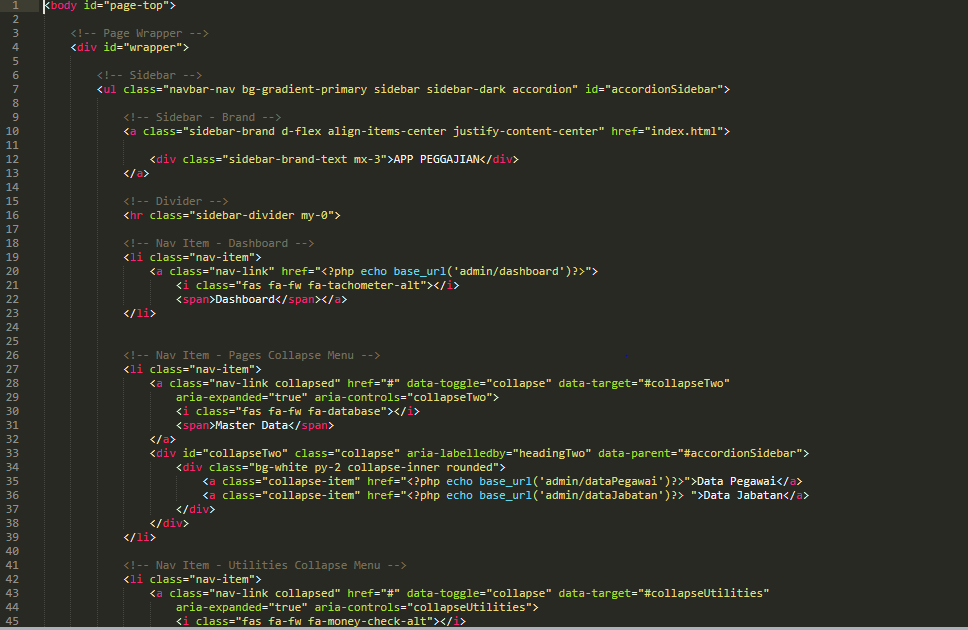 1 <body id="page-top">
2
3 <!-- Page Wrapper -->
4 <div id="wrapper">
5
6 <!-- Sidebar -->
7 <ul class="navbar-nav bg-gradient-primary sidebar sidebar-dark accordion" id="accordionSidebar">
8
9 <!-- Sidebar - Brand -->
10 <a class="sidebar-brand d-flex align-items-center justify-content-center" href="index.html">
11
12 <div class="sidebar-brand-text mx-3">APP PEGGAJIAN</div>
13 </a>
14
15 <!-- Divider -->
16 <hr class="sidebar-divider my-0">
17
18 <!-- Nav Item - Dashboard -->
19 <li class="nav-item">
20 <a class="nav-link" href="<?php echo base_url('admin/dashboard')?>">
21 <i class="fas fa-fw fa-tachometer-alt"></i>
22 <span>Dashboard</span></a>
23 </li>
24
25
26 <!-- Nav Item - Pages Collapse Menu -->
27 <li class="nav-item">
28 <a class="nav-link collapsed" href="#" data-toggle="collapse" data-target="#collapseTwo"
29 aria-expanded="true" aria-controls="collapseTwo">
30 <i class="fas fa-fw fa-database"></i>
31 <span>Master Data</span>
32 </a>
33 <div id="collapseTwo" class="collapse" aria-labelledby="headingTwo" data-parent="#accordionSidebar">
34 <div class="bg-white py-2 collapse-inner rounded">
35 <a class="collapse-item" href="<?php echo base_url('admin/dataPegawai')?>">Data Pegawai</a>
36 <a class="collapse-item" href="<?php echo base_url('admin/dataJabatan')?> ">Data Jabatan</a>
37 </div>
38 </div>
39 </li>
40
41 <!-- Nav Item - Utilities Collapse Menu -->
42 <li class="nav-item">
43 <a class="nav-link collapsed" href="#" data-toggle="collapse" data-target="#collapseUtilities"
44 aria-expanded="true" aria-controls="collapseUtilities">
45 <i class="fas fa-fw fa-money-check-alt"></i>